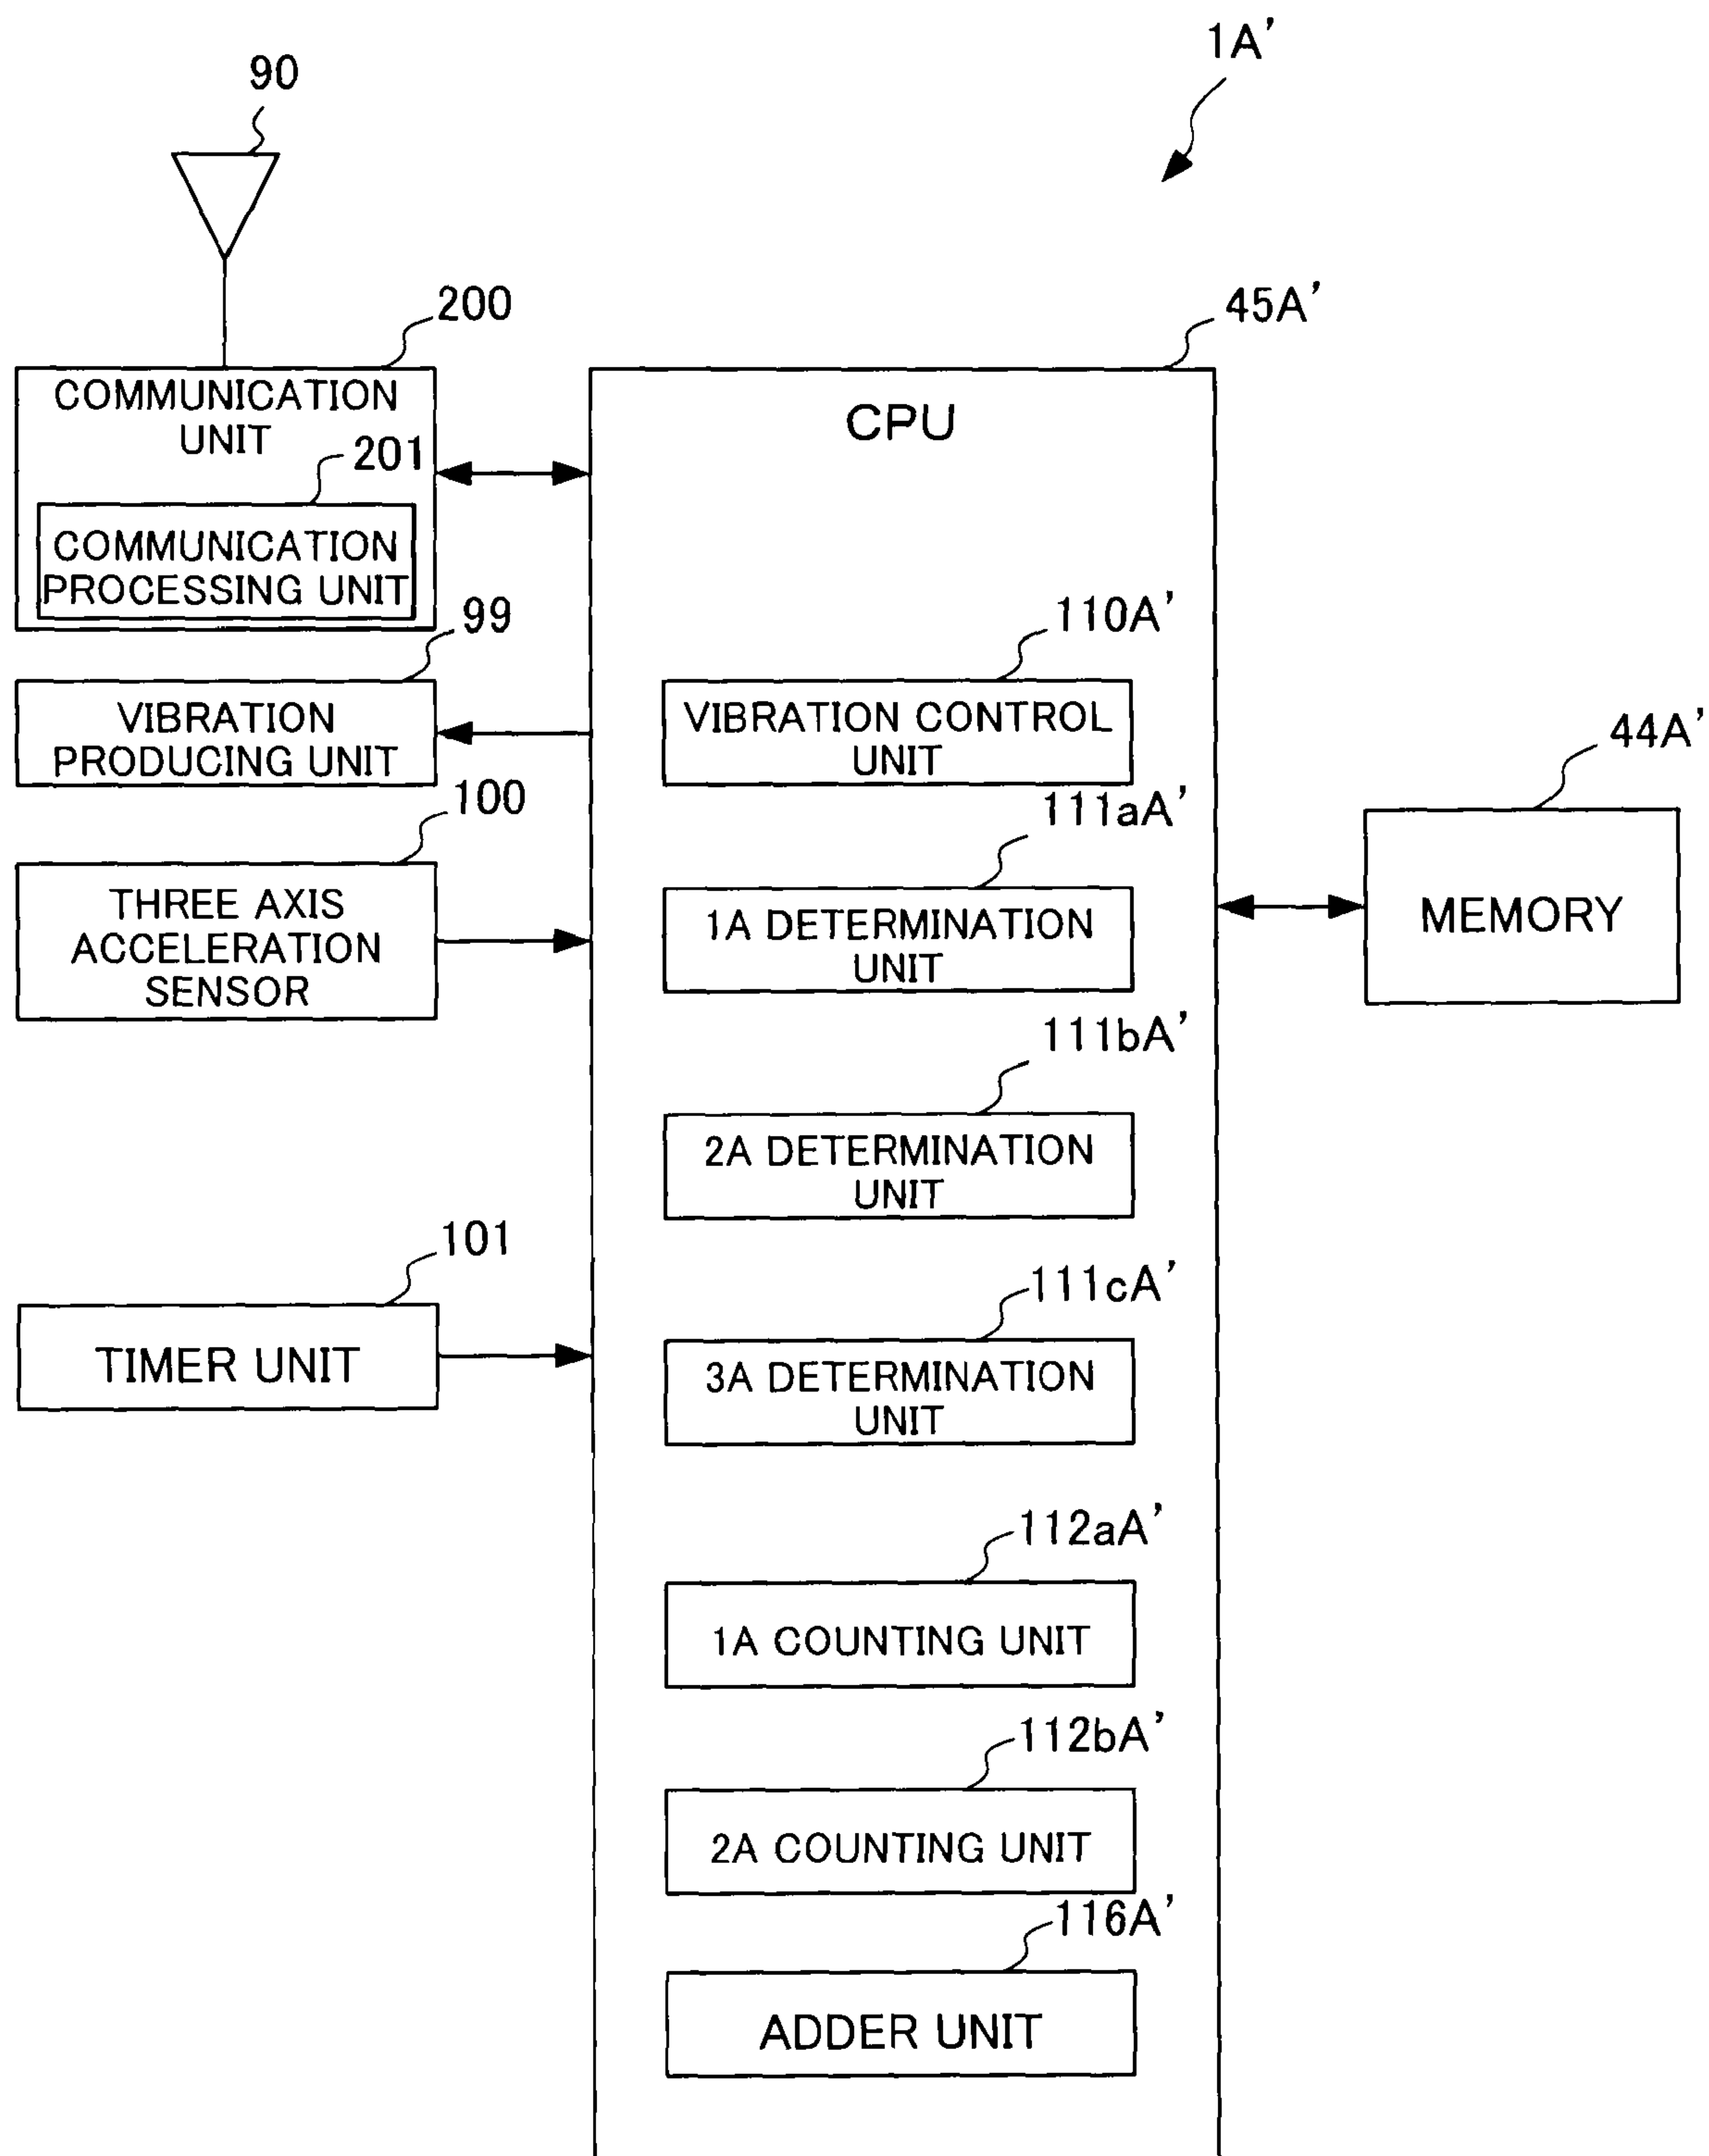 1A’
90
200
45A’
COMMUNICATION
UNIT
CPU
201
COMMUNICATION
PROCESSING UNIT
99
110A’
VIBRATION
PRODUCING UNIT
VIBRATION CONTROL
UNIT
44A’
100
111aA’
THREE AXIS
ACCELERATION
SENSOR
1A DETERMINATION
UNIT
MEMORY
111bA’
2A DETERMINATION
UNIT
101
111cA’
TIMER UNIT
3A DETERMINATION
UNIT
112aA’
1A COUNTING UNIT
112bA’
2A COUNTING UNIT
116A’
ADDER UNIT